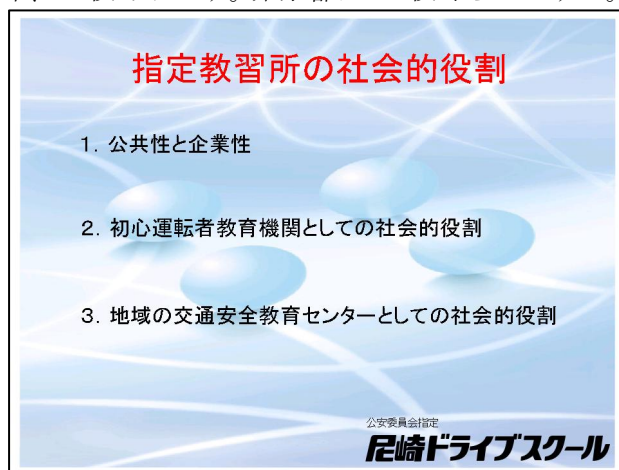 指定教習所の社会的役割
1. 公共性と企業性
2. 初心運転者教育機関としての社会的役割
3. 地域の交通安全教育センターとしての社会的役割
公安委員会指定
尼崎ドライブスクール